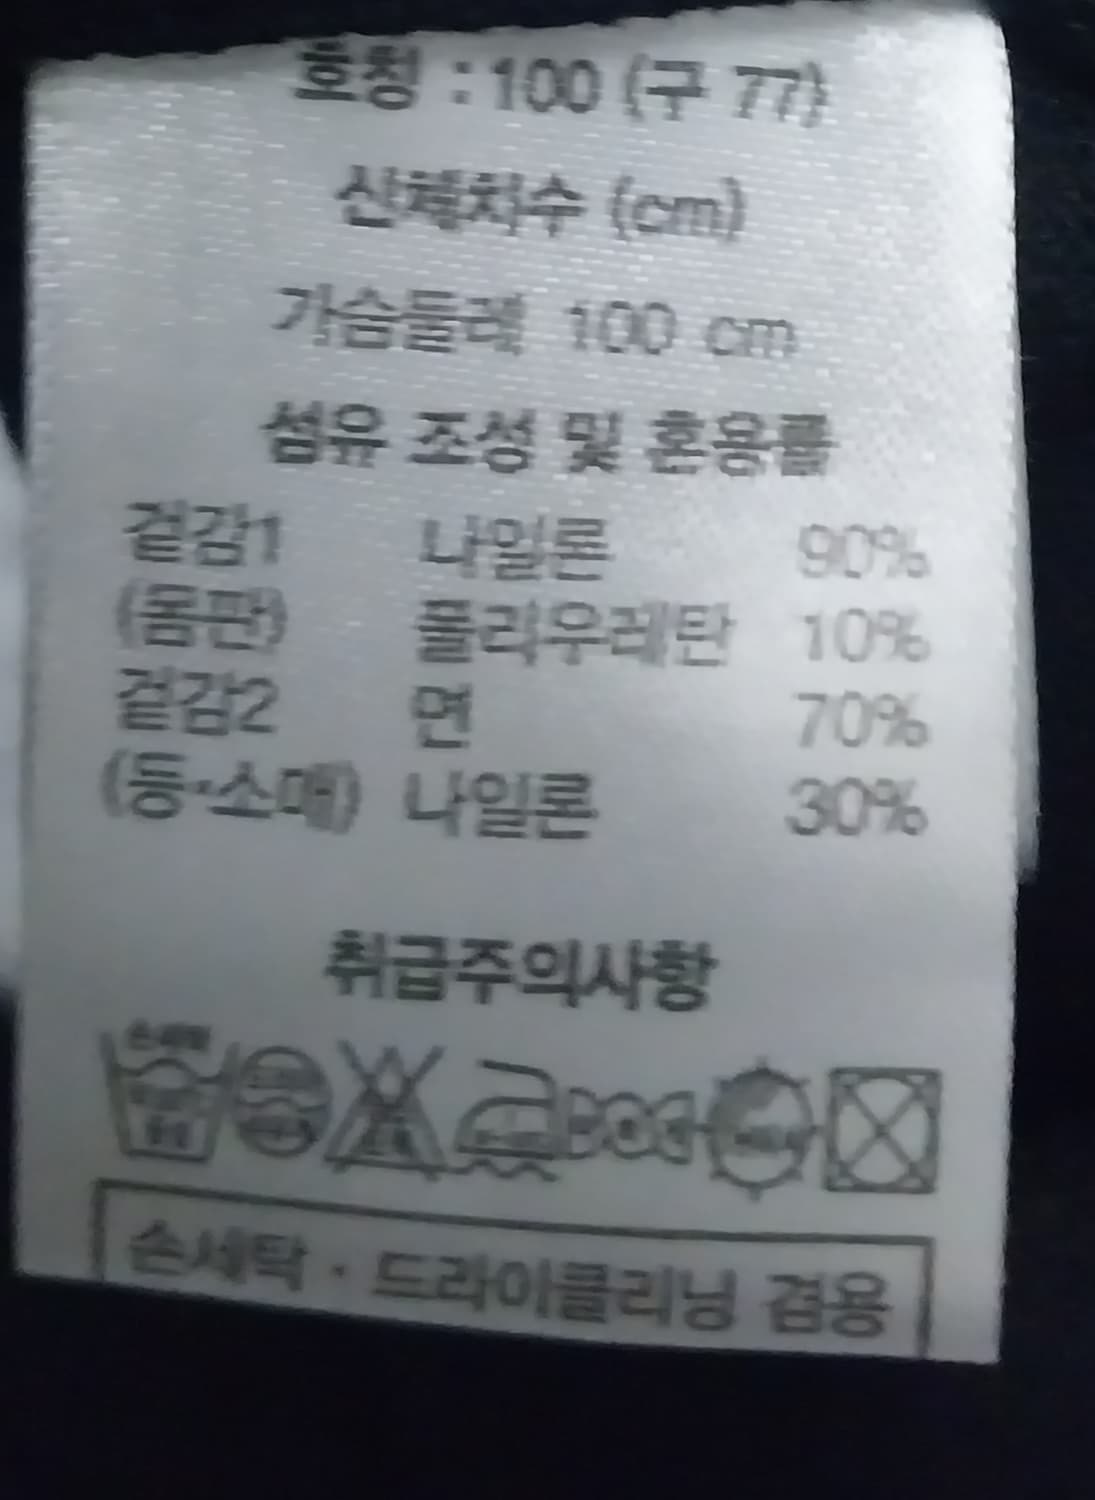 호칭 : 100 (구 77)
신체치수 (cm)
가슴둘레 100 cm
섬유 조성 및 혼용률
겉감1 나일론 90%
(몸판) 폴리우레탄 10%
겉감2 면 70%
(등·소매) 나일론 30%
취급주의사항
손세탁
손세탁 · 드라이클리닝 겸용